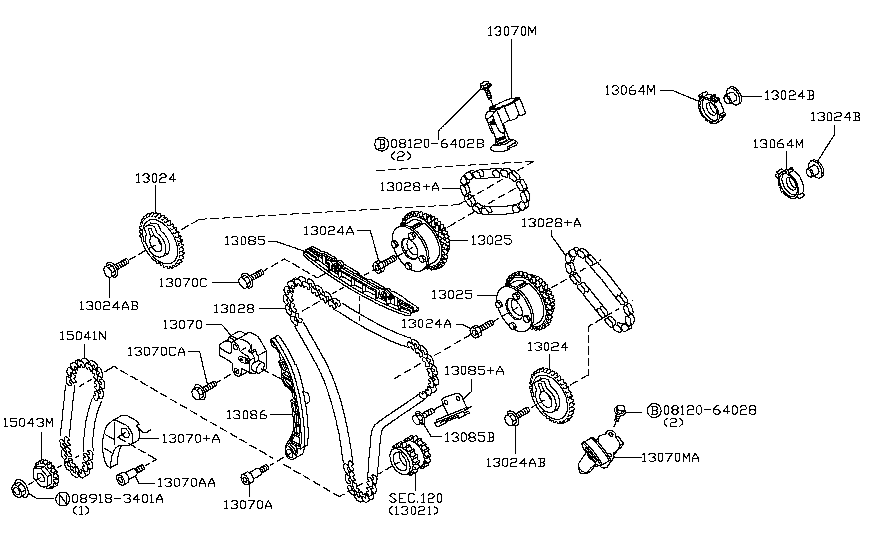 13070M
13064M
13024B
13024B
B08120-6402B
(2)
13064M
13024
13028+A
13028+A
13024A
13085
13025
13070C
13025
13024AB
13028
13070
13024A
15041N
13024
13070CA
13085+A
B08120-64028
(2)
13086
15043M
13070+A
13085B
13070MA
13024AB
13070AA
N08918-3401A
(1)
13070A
SEC.120
(13021)